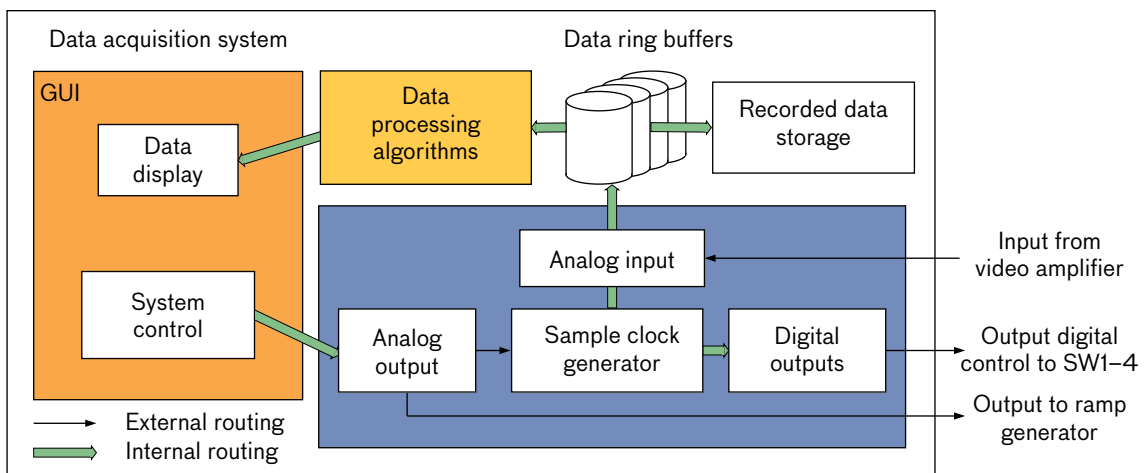 Data acquisition system
Data ring buffers
GUI
Data
display
Data
processing
algorithms
Recorded data
storage
System
control
Analog input
Input from
video amplifier
Analog
output
Sample clock
generator
Digital
outputs
Output digital
control to SW1–4
Output to ramp
generator
External routing
Internal routing